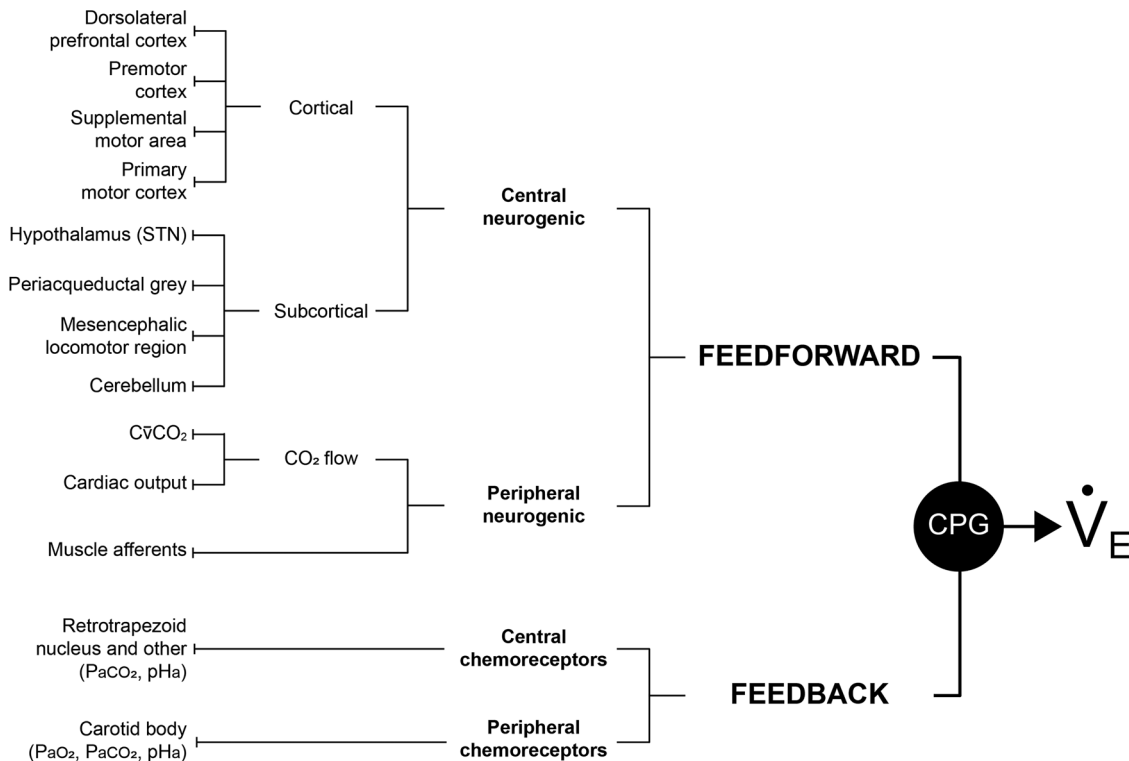 Dorsolateral
prefrontal cortex
Premotor
cortex
Supplemental
motor area
Primary
motor cortex
Cortical
Hypothalamus (STN)
Periacqueductal grey
Mesencephalic
locomotor region
Cerebellum
Subcortical
Central
neurogenic
Cv̅CO₂
Cardiac output
CO₂ flow
Muscle afferents
Peripheral
neurogenic
FEEDFORWARD
Retrotrapezoid
nucleus and other
(PaCO₂, pHa)
Central
chemoreceptors
Carotid body
(PaO₂, PaCO₂, pHa)
Peripheral
chemoreceptors
FEEDBACK
CPG
V̇E